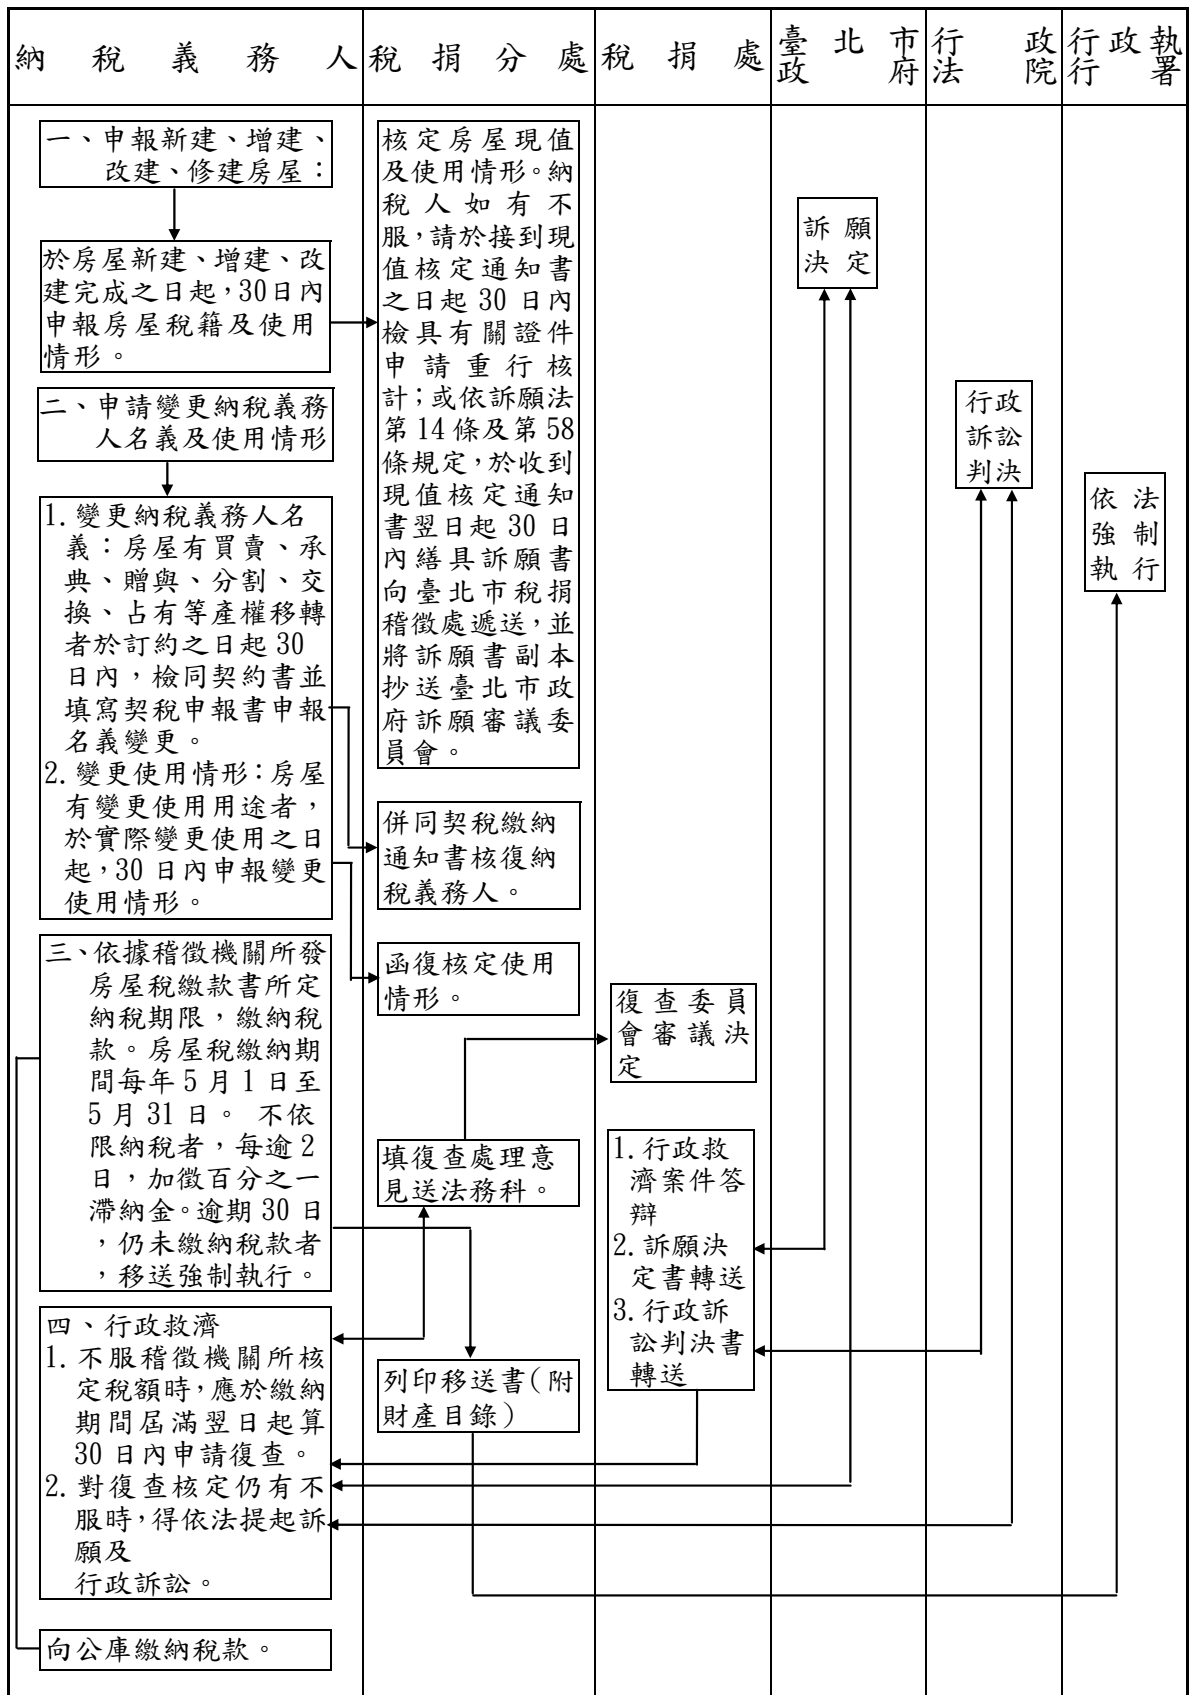 納稅義務人
稅捐分處
稅捐處
臺北市
政府
行政
法院
行政執
行署
一、申報新建、增建、
改建、修建房屋：
於房屋新建、增建、改
建完成之日起，30日內
申報房屋稅籍及使用
情形。
二、申請變更納稅義務
人名義及使用情形
1.變更納稅義務人名
義：房屋有買賣、承
典、贈與、分割、交
換、占有等產權移轉
者於訂約之日起 30
日內，檢同契約書並
填寫契稅申報書申報
名義變更。
2.變更使用情形：房屋
有變更使用用途者，
於實際變更使用之日
起，30 日內申報變更
使用情形。
三、依據稽徵機關所發
房屋稅繳款書所定
納稅期限，繳納稅
款。房屋稅繳納期
間每年 5 月 1 日至
5 月 31 日。 不依
限納稅者，每逾 2
日，加徵百分之一
滯納金。逾期 30 日
，仍未繳納稅款者
，移送強制執行。
四、行政救濟
1.不服稽徵機關所核
定稅額時，應於繳納
期間屆滿翌日起算
30 日內申請復查。
2.對復查核定仍有不
服時，得依法提起訴
願及
行政訴訟。
向公庫繳納稅款。
核定房屋現值
及使用情形。納
稅人如有不
服，請於接到現
值核定通知書
之日起 30 日內
檢具有關證件
申請重行核
計；或依訴願法
第 14 條及第 58
條規定，於收到
現值核定通知
書翌日起 30 日
內繕具訴願書
向臺北市稅捐
稽徵處遞送，並
將訴願書副本
抄送臺北市政
府訴願審議委
員會。
併同契稅繳納
通知書核復納
稅義務人。
函復核定使用
情形。
填復查處理意
見送法務科。
列印移送書(附
財產目錄)
復查委員
會審議決
定
1.行政救
濟案件答
辯
2.訴願決
定書轉送
3.行政訴
訟判決書
轉送
訴願
決定
行政
訴訟
判決
依法
強制
執行